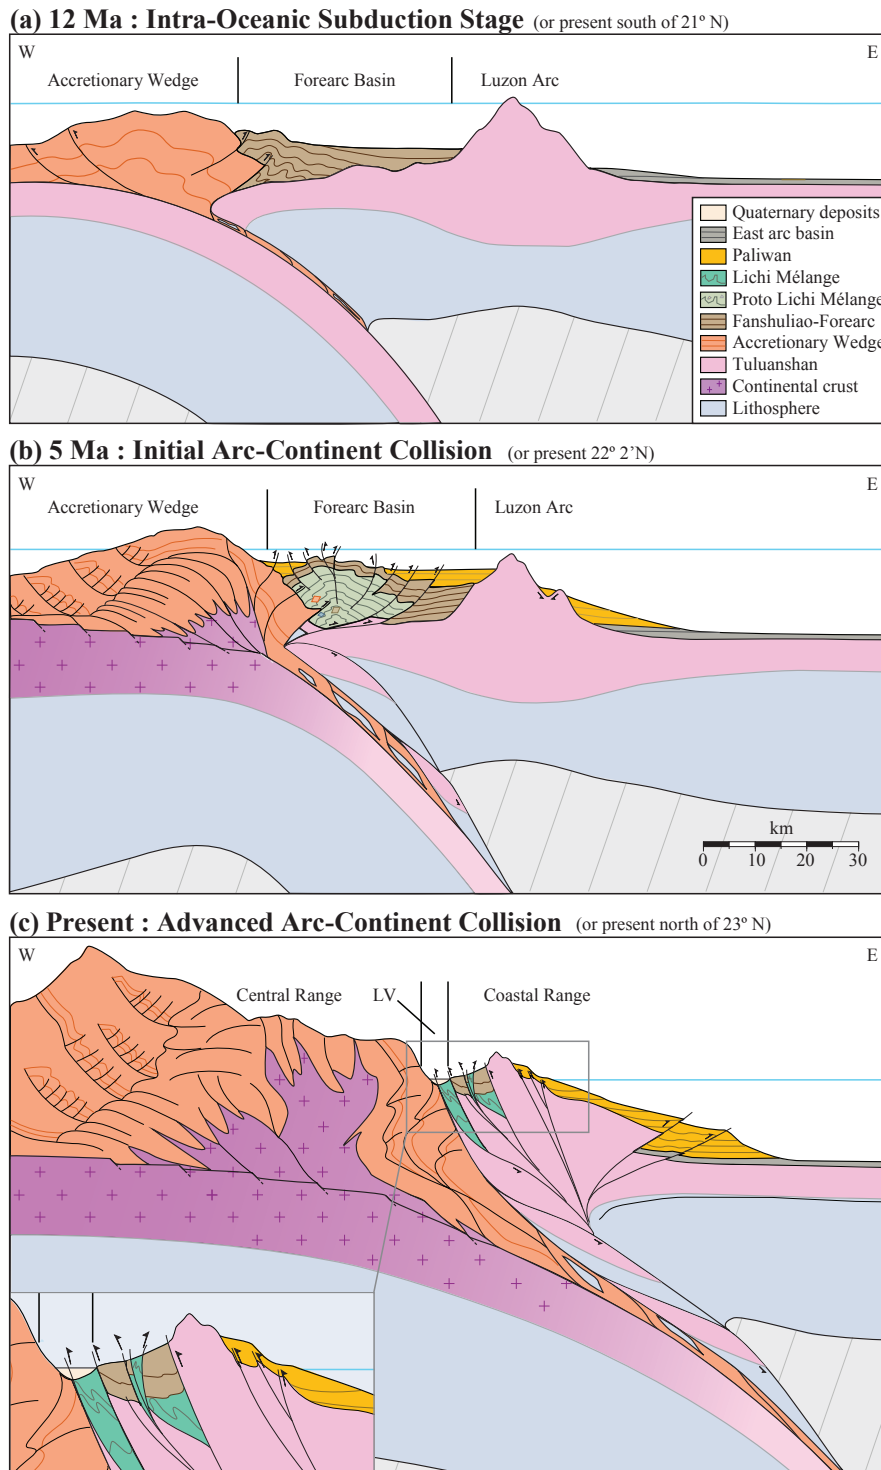 (a) 12 Ma : Intra-Oceanic Subduction Stage (or present south of 21º N)
W E
Accretionary Wedge Forearc Basin Luzon Arc
Quaternary deposits
East arc basin
Paliwan
Lichi Mélange
Proto Lichi Mélange
Fanshuliao-Forearc
Accretionary Wedge
Tuluanshan
Continental crust
Lithosphere
(b) 5 Ma : Initial Arc-Continent Collision (or present 22º 2’N)
W E
Accretionary Wedge Forearc Basin Luzon Arc
km
0 10 20 30
(c) Present : Advanced Arc-Continent Collision (or present north of 23º N)
W E
Central Range LV Coastal Range